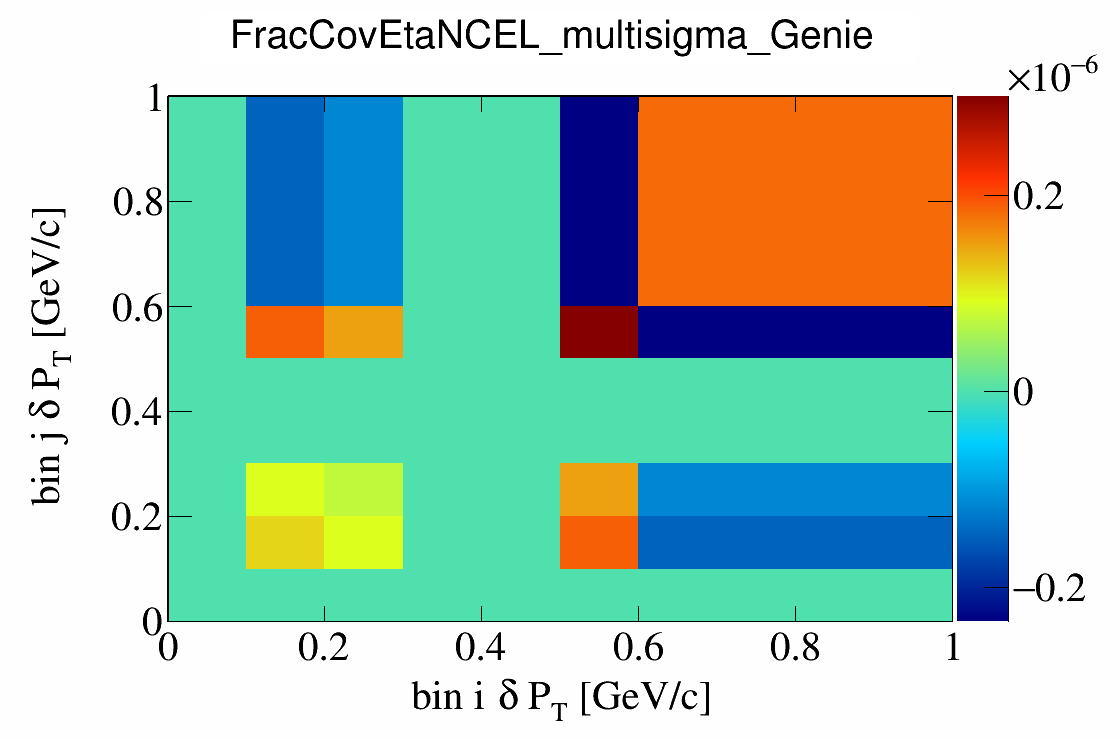 FracCovEtaNCEL_multisigma_Genie
×10⁻⁶
1
0.8
0.6
0.4
0.2
0
0 0.2 0.4 0.6 0.8 1
0.2
0
−0.2
bin j δ P_T [GeV/c]
bin i δ P_T [GeV/c]